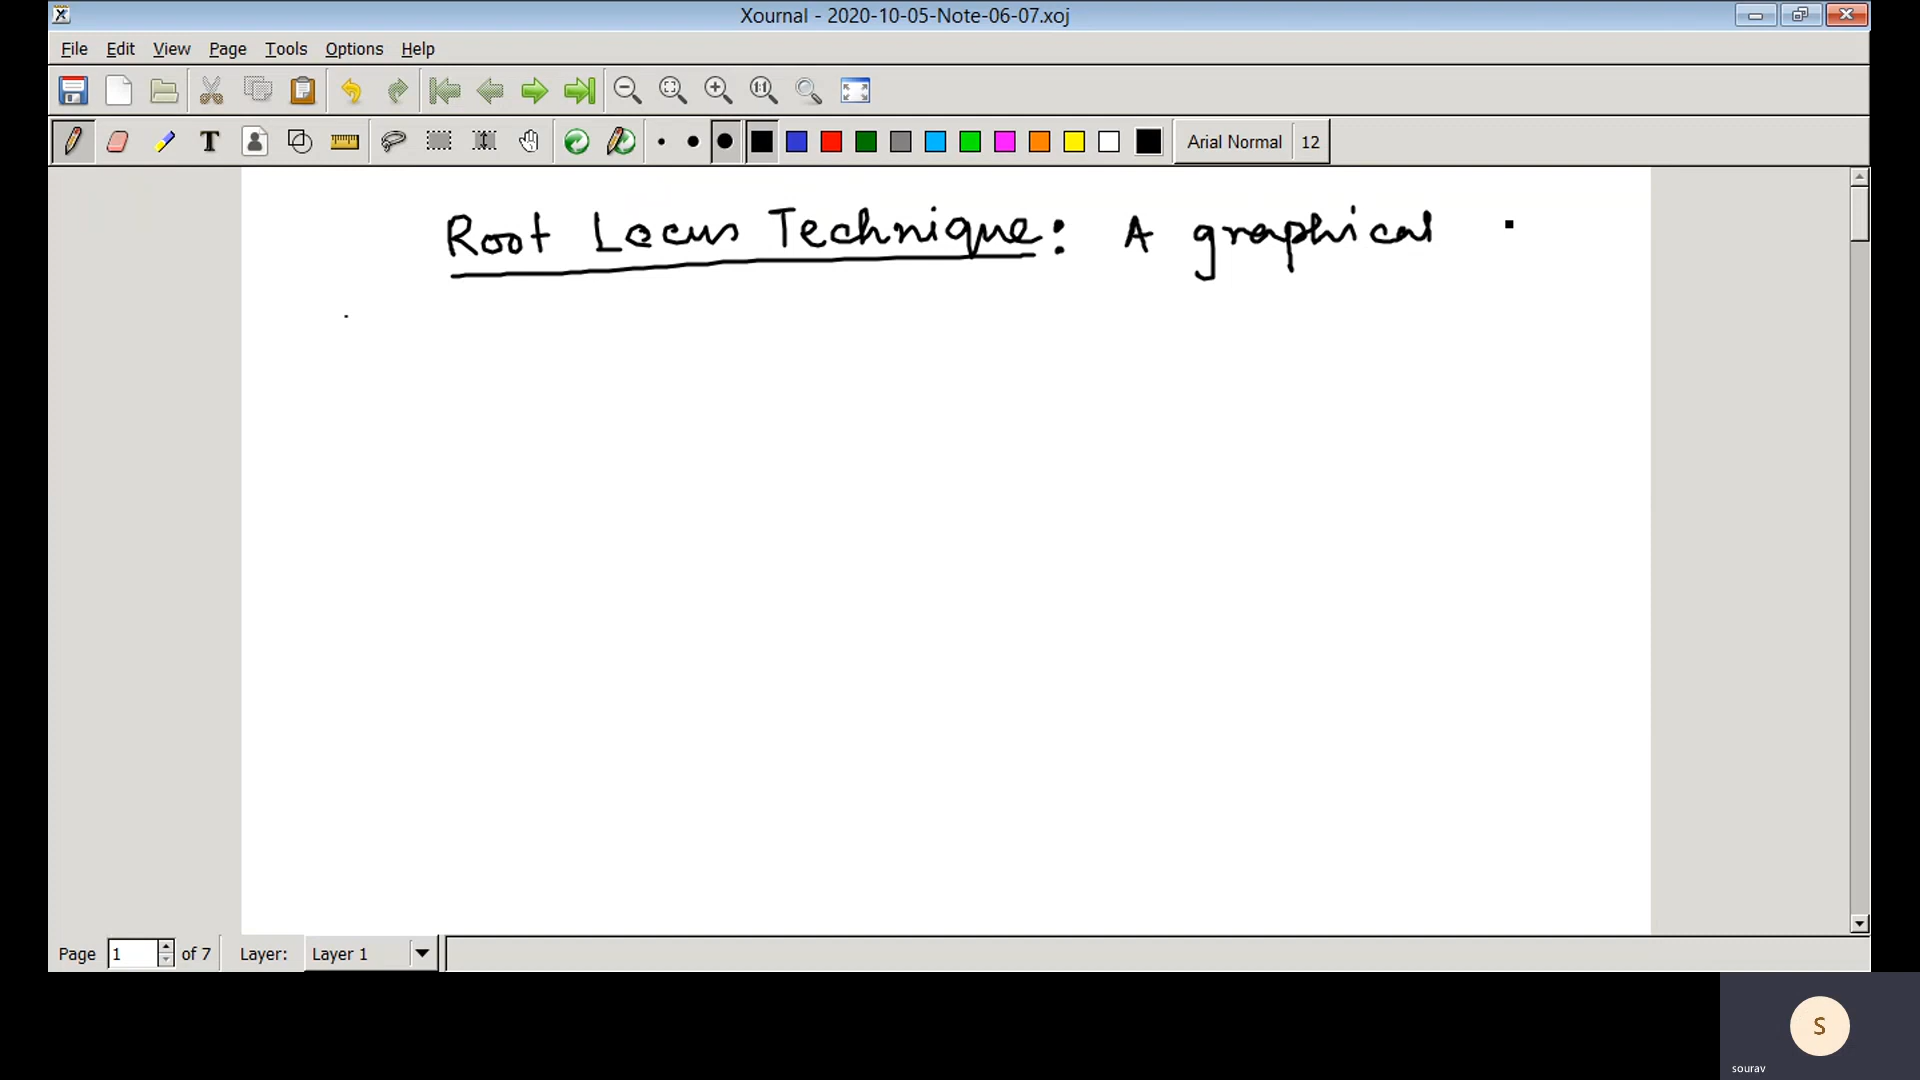 Xournal - 2020-10-05-Note-06-07.xoj
File Edit View Page Tools Options Help
T Arial Normal 12
Root Locus Technique: A graphical
Page 1 of 7 Layer: Layer 1
S
sourav